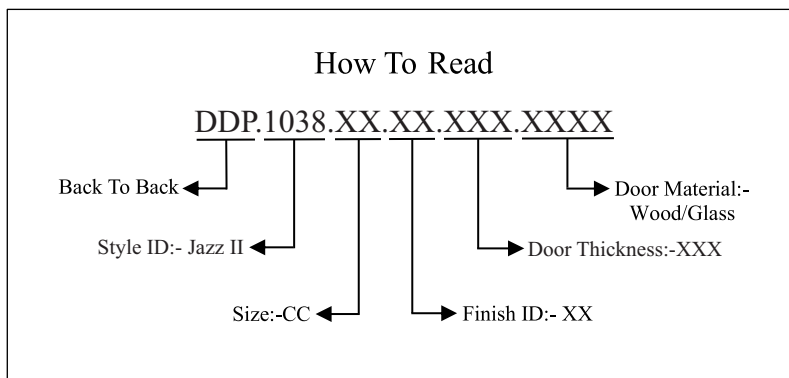 How To Read
DDP.1038.XX.XX.XXX.XXXX
Back To Back
Door Material:-
Wood/Glass
Style ID:- Jazz II
Door Thickness:-XXX
Size:-CC
Finish ID:- XX